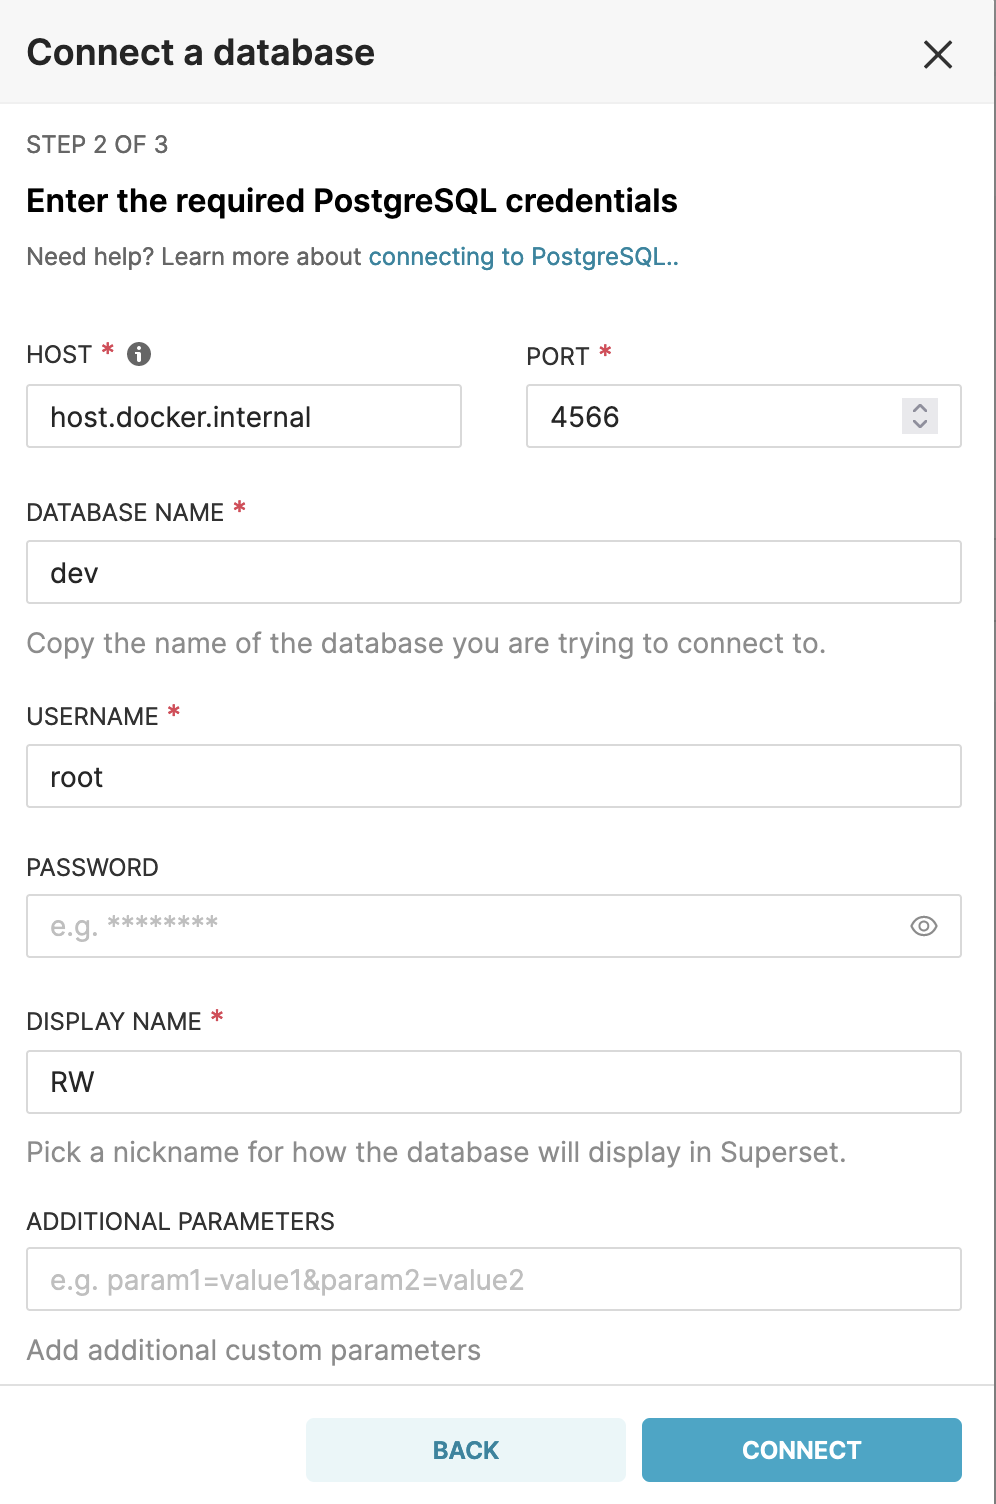 Connect a database
STEP 2 OF 3
Enter the required PostgreSQL credentials
Need help? Learn more about connecting to PostgreSQL..
HOST *
PORT *
host.docker.internal
4566
DATABASE NAME *
dev
Copy the name of the database you are trying to connect to.
USERNAME *
root
PASSWORD
e.g. ********
DISPLAY NAME *
RW
Pick a nickname for how the database will display in Superset.
ADDITIONAL PARAMETERS
e.g. param1=value1&param2=value2
Add additional custom parameters
BACK
CONNECT